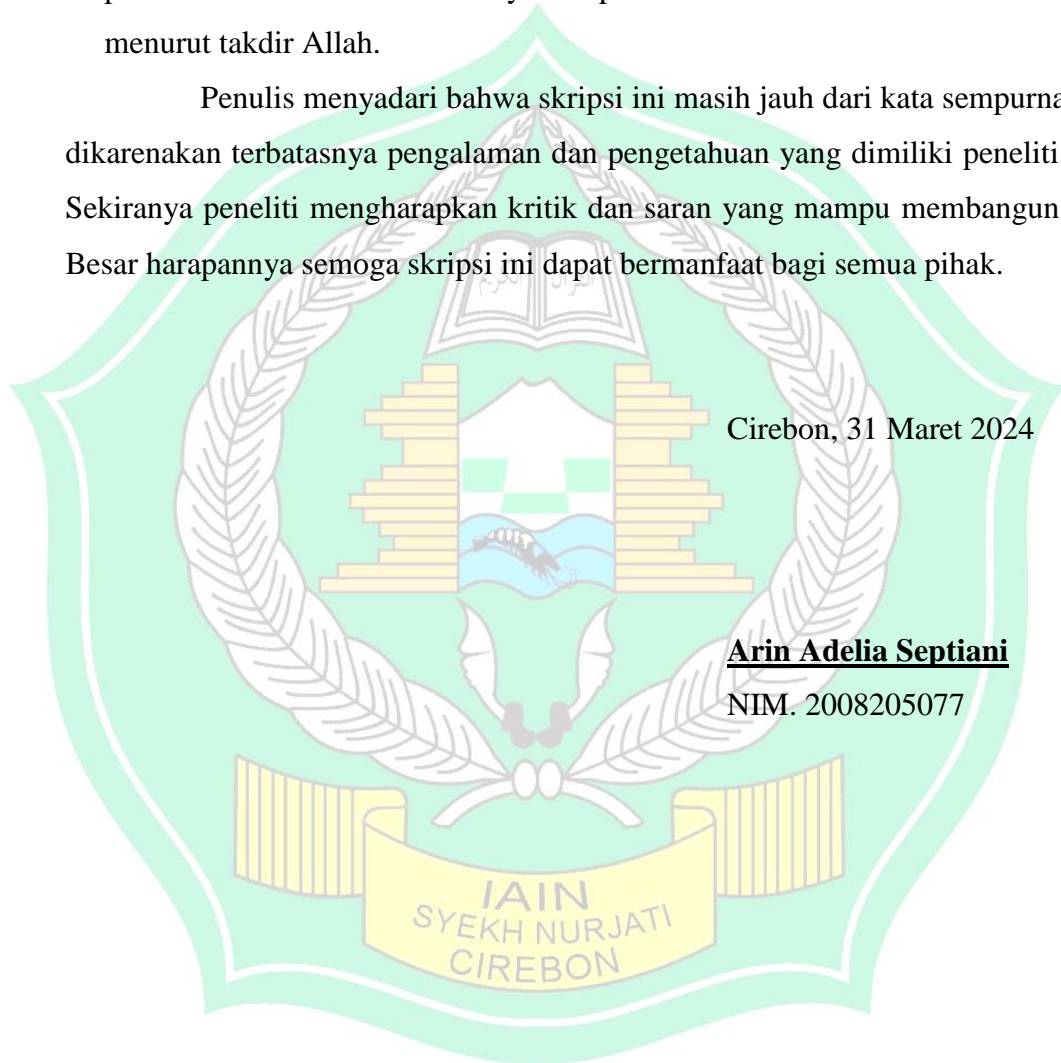 menurut takdir Allah.
Penulis menyadari bahwa skripsi ini masih jauh dari kata sempurna
dikarenakan terbatasnya pengalaman dan pengetahuan yang dimiliki peneliti.
Sekiranya peneliti mengharapkan kritik dan saran yang mampu membangun
Besar harapannya semoga skripsi ini dapat bermanfaat bagi semua pihak.
القرآن الكريم
Cirebon, 31 Maret 2024
Arin Adelia Septiani
NIM. 2008205077
IAIN
SYEKH NURJATI
CIREBON